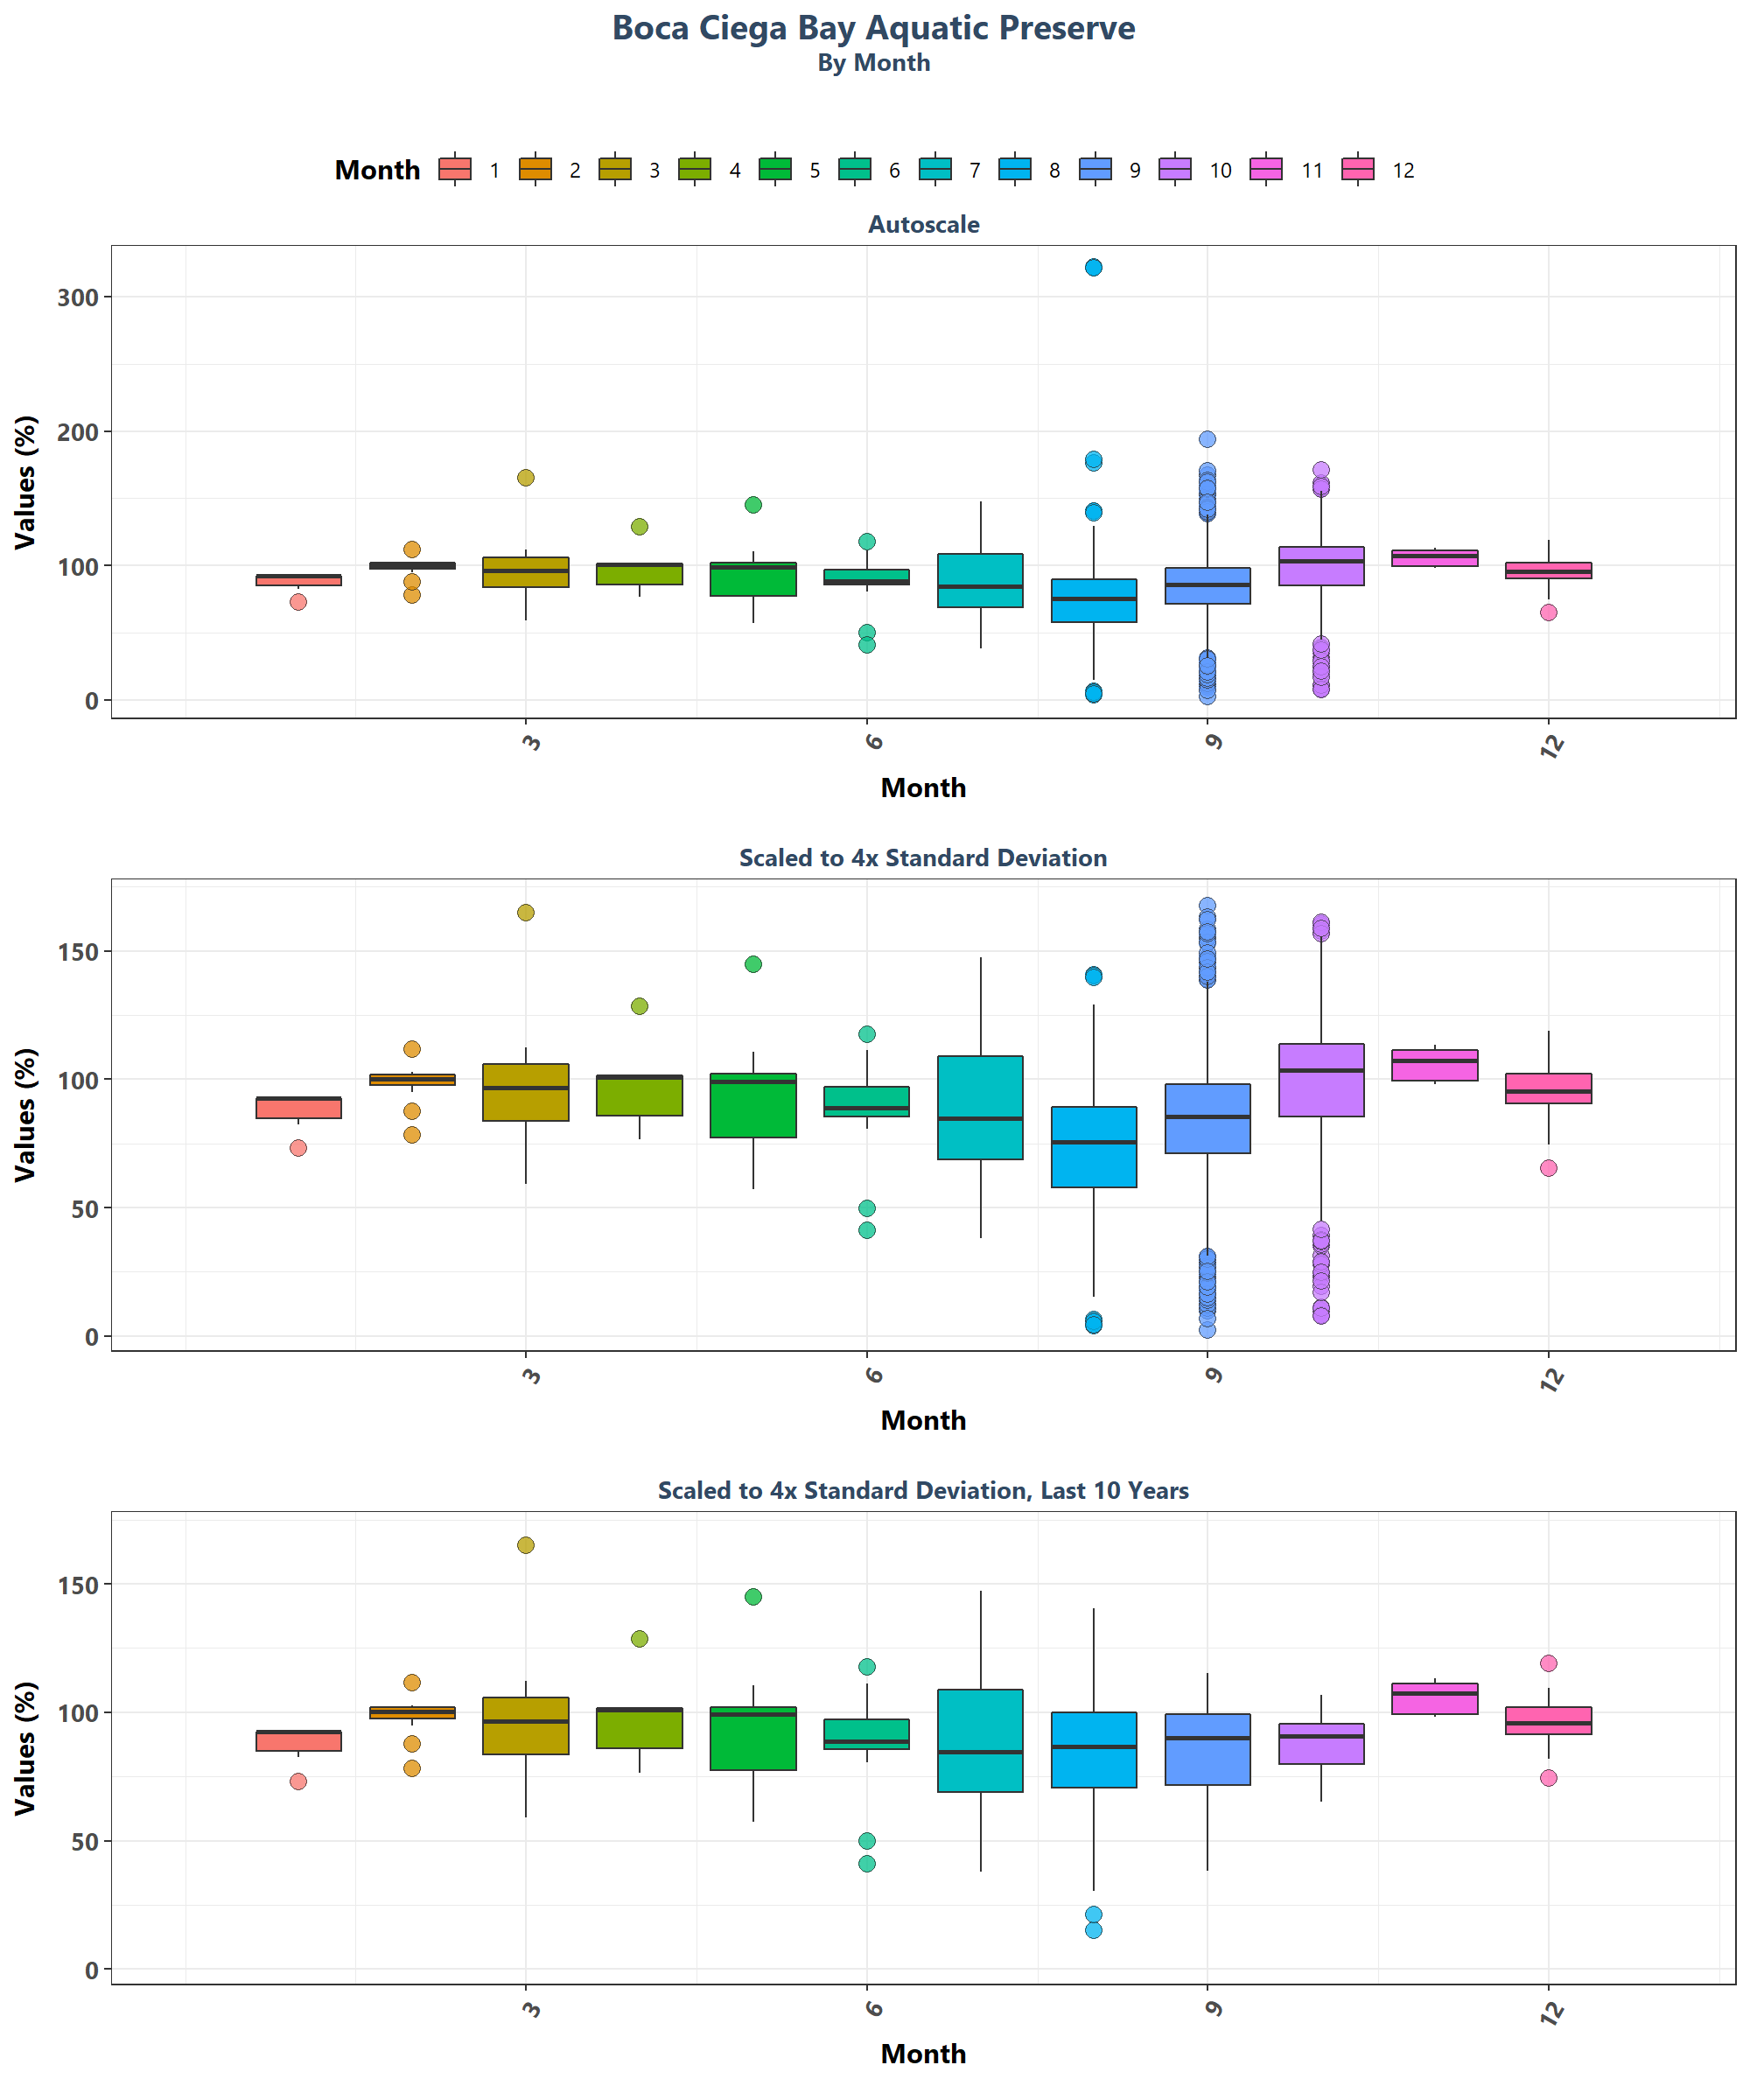 Boca Ciega Bay Aquatic Preserve
By Month
Month 1 2 3 4 5 6 7 8 9 10 11 12
Autoscale
Values (%)
300
200
100
0
3 6 9 12
Month
Scaled to 4x Standard Deviation
Values (%)
150
100
50
0
3 6 9 12
Month
Scaled to 4x Standard Deviation, Last 10 Years
Values (%)
150
100
50
0
3 6 9 12
Month